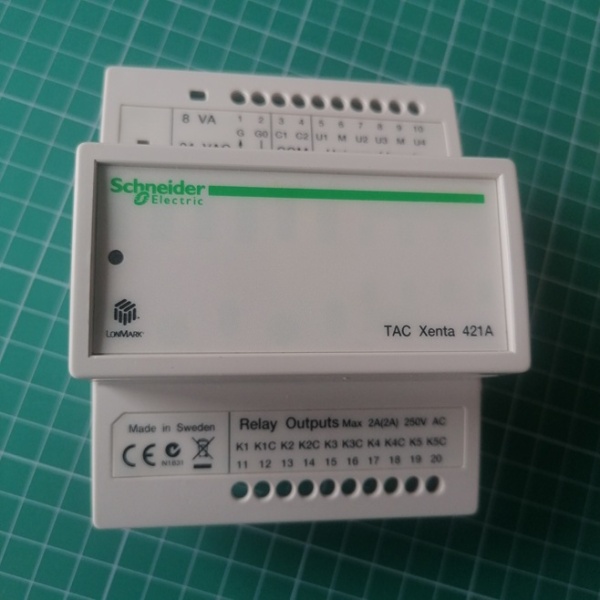 8 VA 1 2 3 4 5 6 7 8 9 10
G G0 C1 C2 U1 M U2 U3 M U4
Schneider
Electric
LONMARK
TAC Xenta 421A
Made in Sweden
N1831
Relay Outputs Max 2A(2A) 250V AC
K1 K1C K2 K2C K3 K3C K4 K4C K5 K5C
11 12 13 14 15 16 17 18 19 20